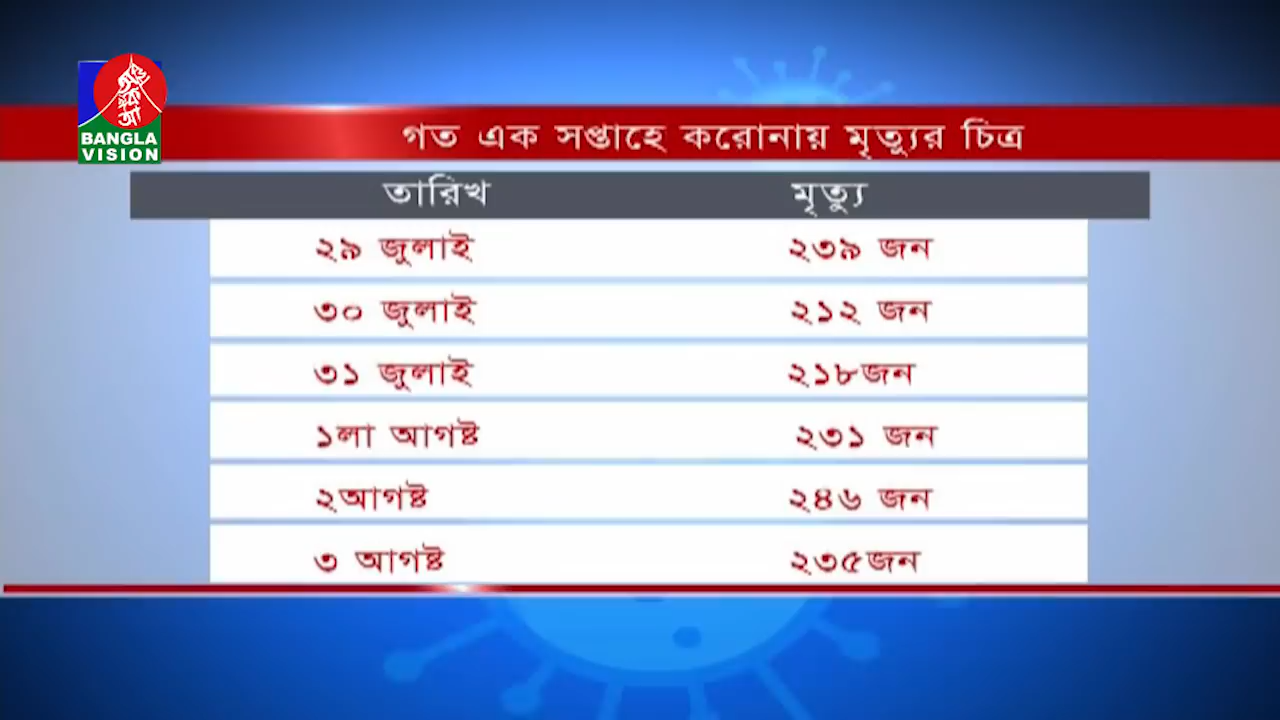 BANGLA
VISION
গত এক সপ্তাহে করোনায় মৃত্যুর চিত্র
তারিখ মৃত্যু
২৯ জুলাই ২৩৯ জন
৩০ জুলাই ২১২ জন
৩১ জুলাই ২১৮জন
১লা আগষ্ট ২৩১ জন
২আগষ্ট ২৪৬ জন
৩ আগষ্ট ২৩৫জন